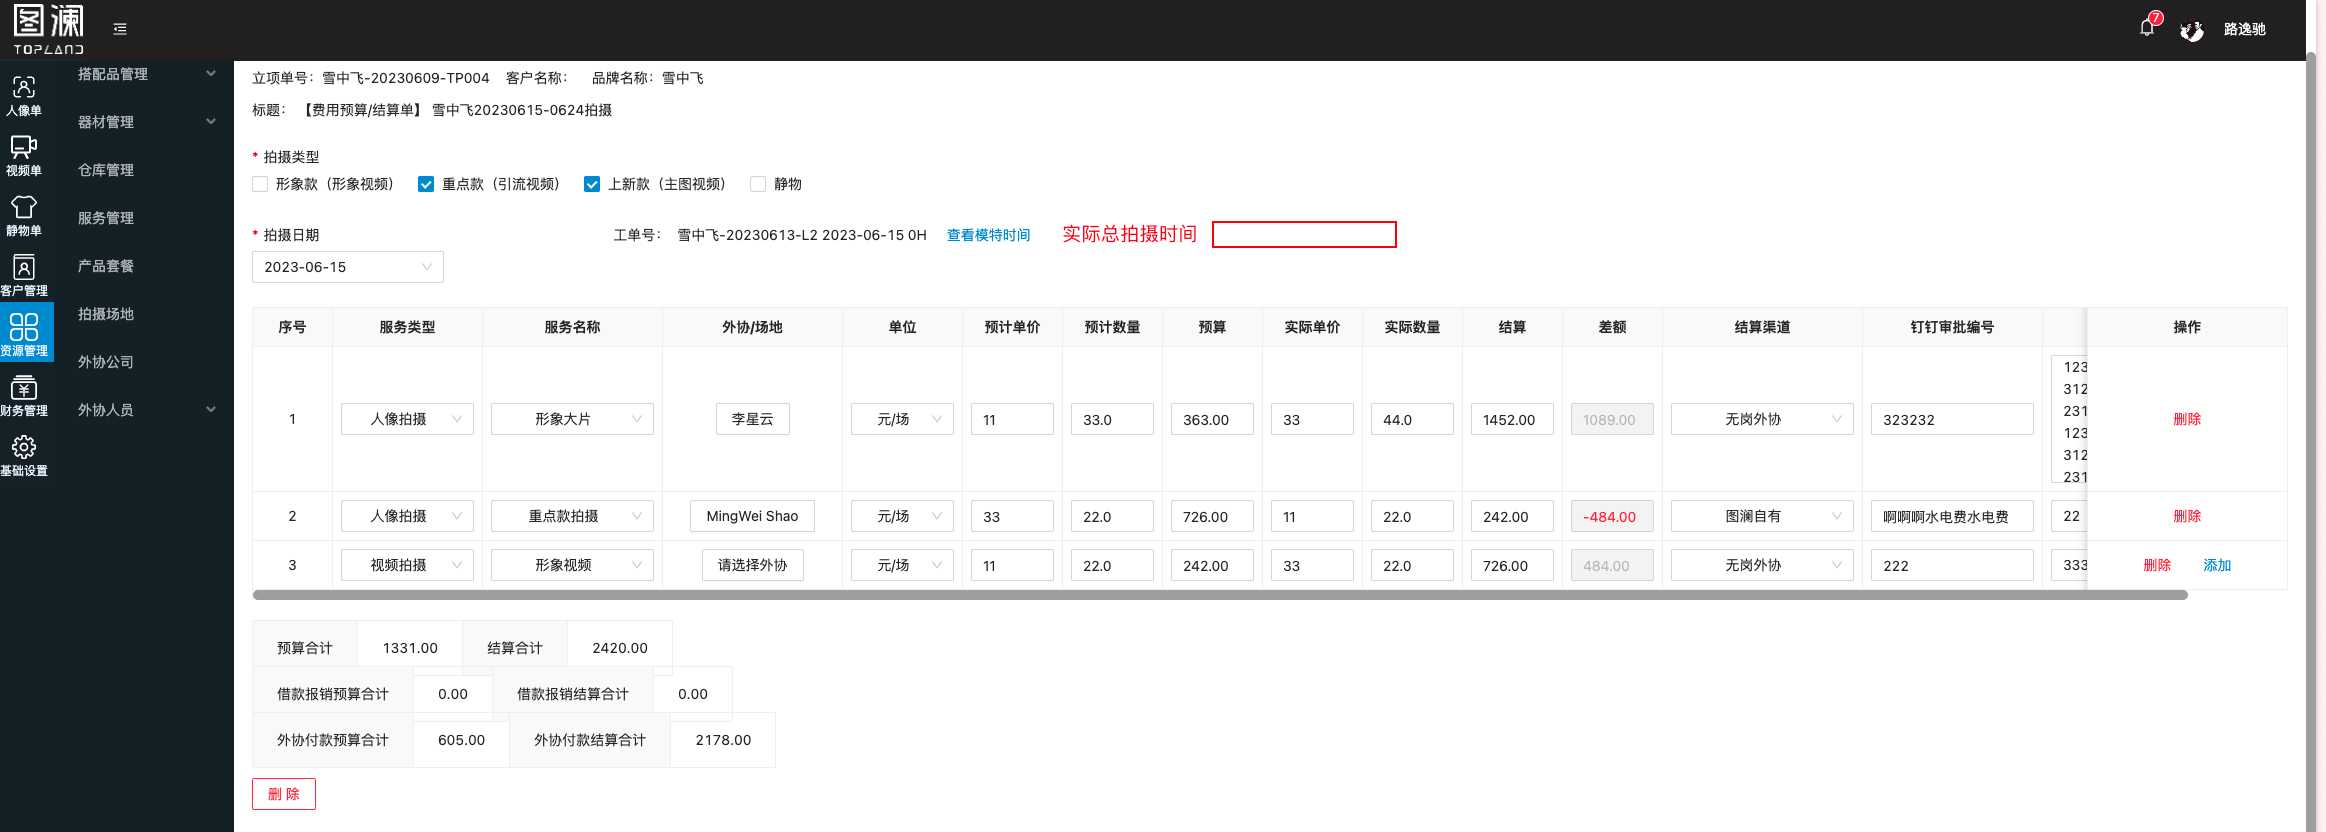 图澜
TOPLAND
7
路逸驰
人像单
视频单
静物单
客户管理
资源管理
财务管理
基础设置
搭配品管理
器材管理
仓库管理
服务管理
产品套餐
拍摄场地
外协公司
外协人员
立项单号：雪中飞-20230609-TP004 客户名称： 品牌名称：雪中飞
标题： 【费用预算/结算单】 雪中飞20230615-0624拍摄
* 拍摄类型
形象款（形象视频） 重点款（引流视频） 上新款（主图视频） 静物
* 拍摄日期 工单号： 雪中飞-20230613-L2 2023-06-15 0H 查看模特时间 实际总拍摄时间
2023-06-15
序号 服务类型 服务名称 外协/场地 单位 预计单价 预计数量 预算 实际单价 实际数量 结算 差额 结算渠道 钉钉审批编号 操作
1 人像拍摄 形象大片 李星云 元/场 11 33.0 363.00 33 44.0 1452.00 1089.00 无岗外协 323232 删除
123
312
231
123
312
231
2 人像拍摄 重点款拍摄 MingWei Shao 元/场 33 22.0 726.00 11 22.0 242.00 -484.00 图澜自有 啊啊啊水电费水电费 22 删除
3 视频拍摄 形象视频 请选择外协 元/场 11 22.0 242.00 33 22.0 726.00 484.00 无岗外协 222 333 删除 添加
预算合计 1331.00 结算合计 2420.00
借款报销预算合计 0.00 借款报销结算合计 0.00
外协付款预算合计 605.00 外协付款结算合计 2178.00
删 除